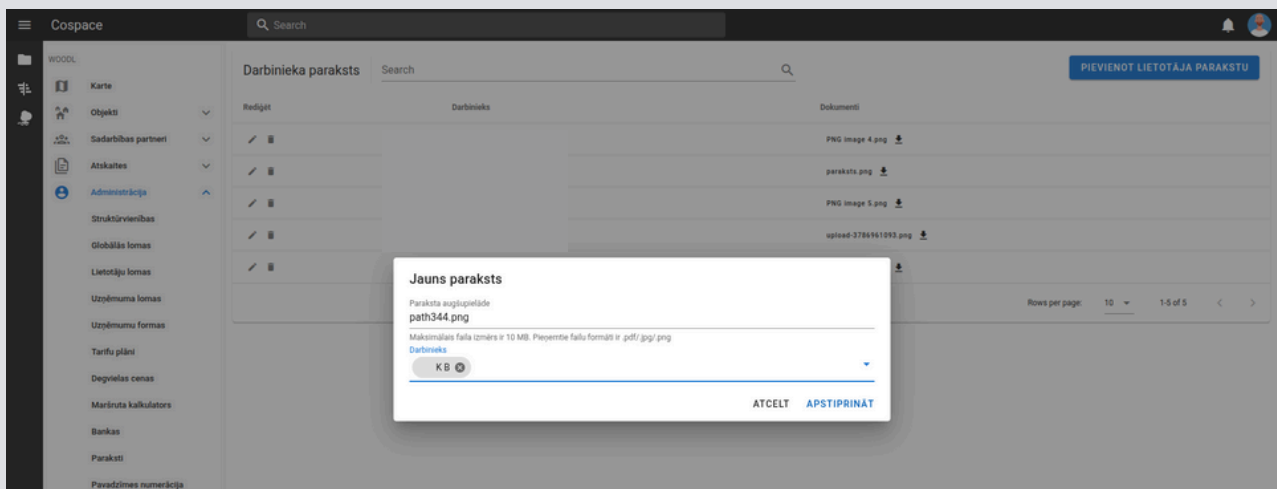 Cospace
Search
WOODL
Karte
Objekti
Sadarbības partneri
Atskaites
Administrācija
Struktūrvienības
Globālās lomas
Lietotāju lomas
Uzņēmuma lomas
Uzņēmumu formas
Tarifu plāni
Degvielas cenas
Maršruta kalkulators
Bankas
Paraksti
Pavadzīmes numerācija
Darbinieka paraksts
Search
PIEVIENOT LIETOTĀJA PARAKSTU
Rediģēt Darbinieks Dokumenti
PNG image 4.png
paraksts.png
PNG image 5.png
upload-3786961093.png
Rows per page: 10 1-5 of 5
Jauns paraksts
Paraksta augšupielāde
path344.png
Maksimālais faila izmērs ir 10 MB. Pieņemtie failu formāti ir .pdf/.jpg/.png
Darbinieks
K B
ATCELT APSTIPRINĀT